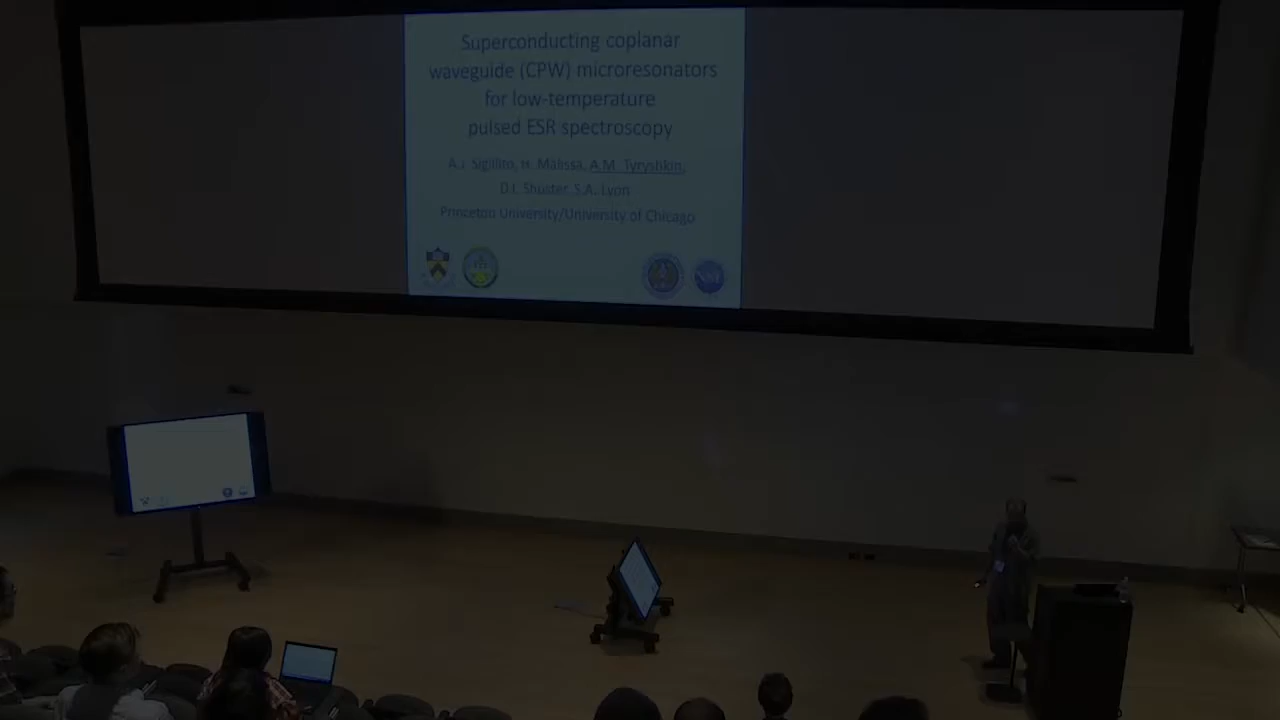 Superconducting coplanar
waveguide (CPW) microresonators
for low-temperature
pulsed ESR spectroscopy
A.J. Sigillito, H. Malissa, A.M. Tyryshkin,
D.I. Shuster, S.A. Lyon
Princeton University/University of Chicago